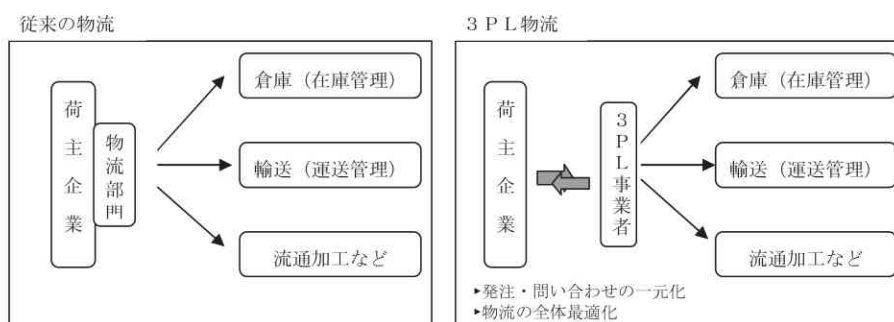 従来の物流
荷主企業
物流部門
倉庫（在庫管理）
輸送（運送管理）
流通加工など
３ＰＬ物流
荷主企業
３ＰＬ事業者
倉庫（在庫管理）
輸送（運送管理）
流通加工など
▸発注・問い合わせの一元化
▸物流の全体最適化